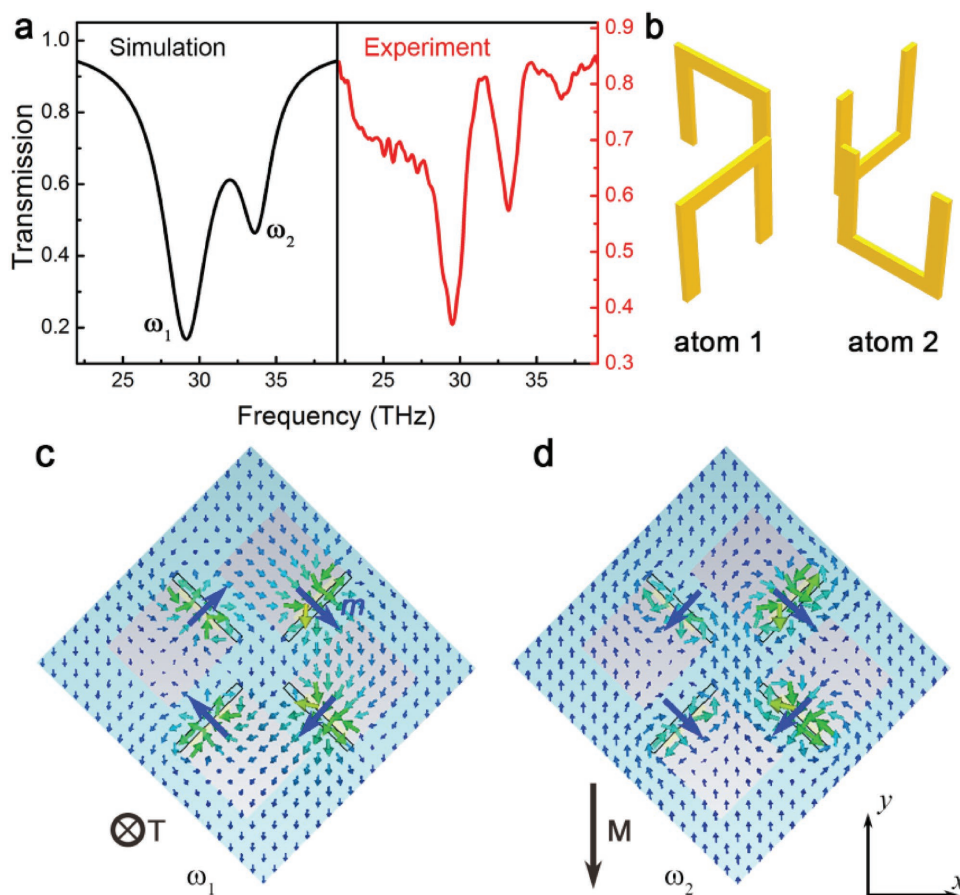 a
Simulation
Experiment
1.0
0.8
0.6
0.4
0.2
Transmission
ω1
ω2
0.9
0.8
0.7
0.6
0.5
0.4
0.3
25 30 35 25 30 35
Frequency (THz)
b
atom 1 atom 2
c
m
⊗T
ω1
d
M
ω2
y
x